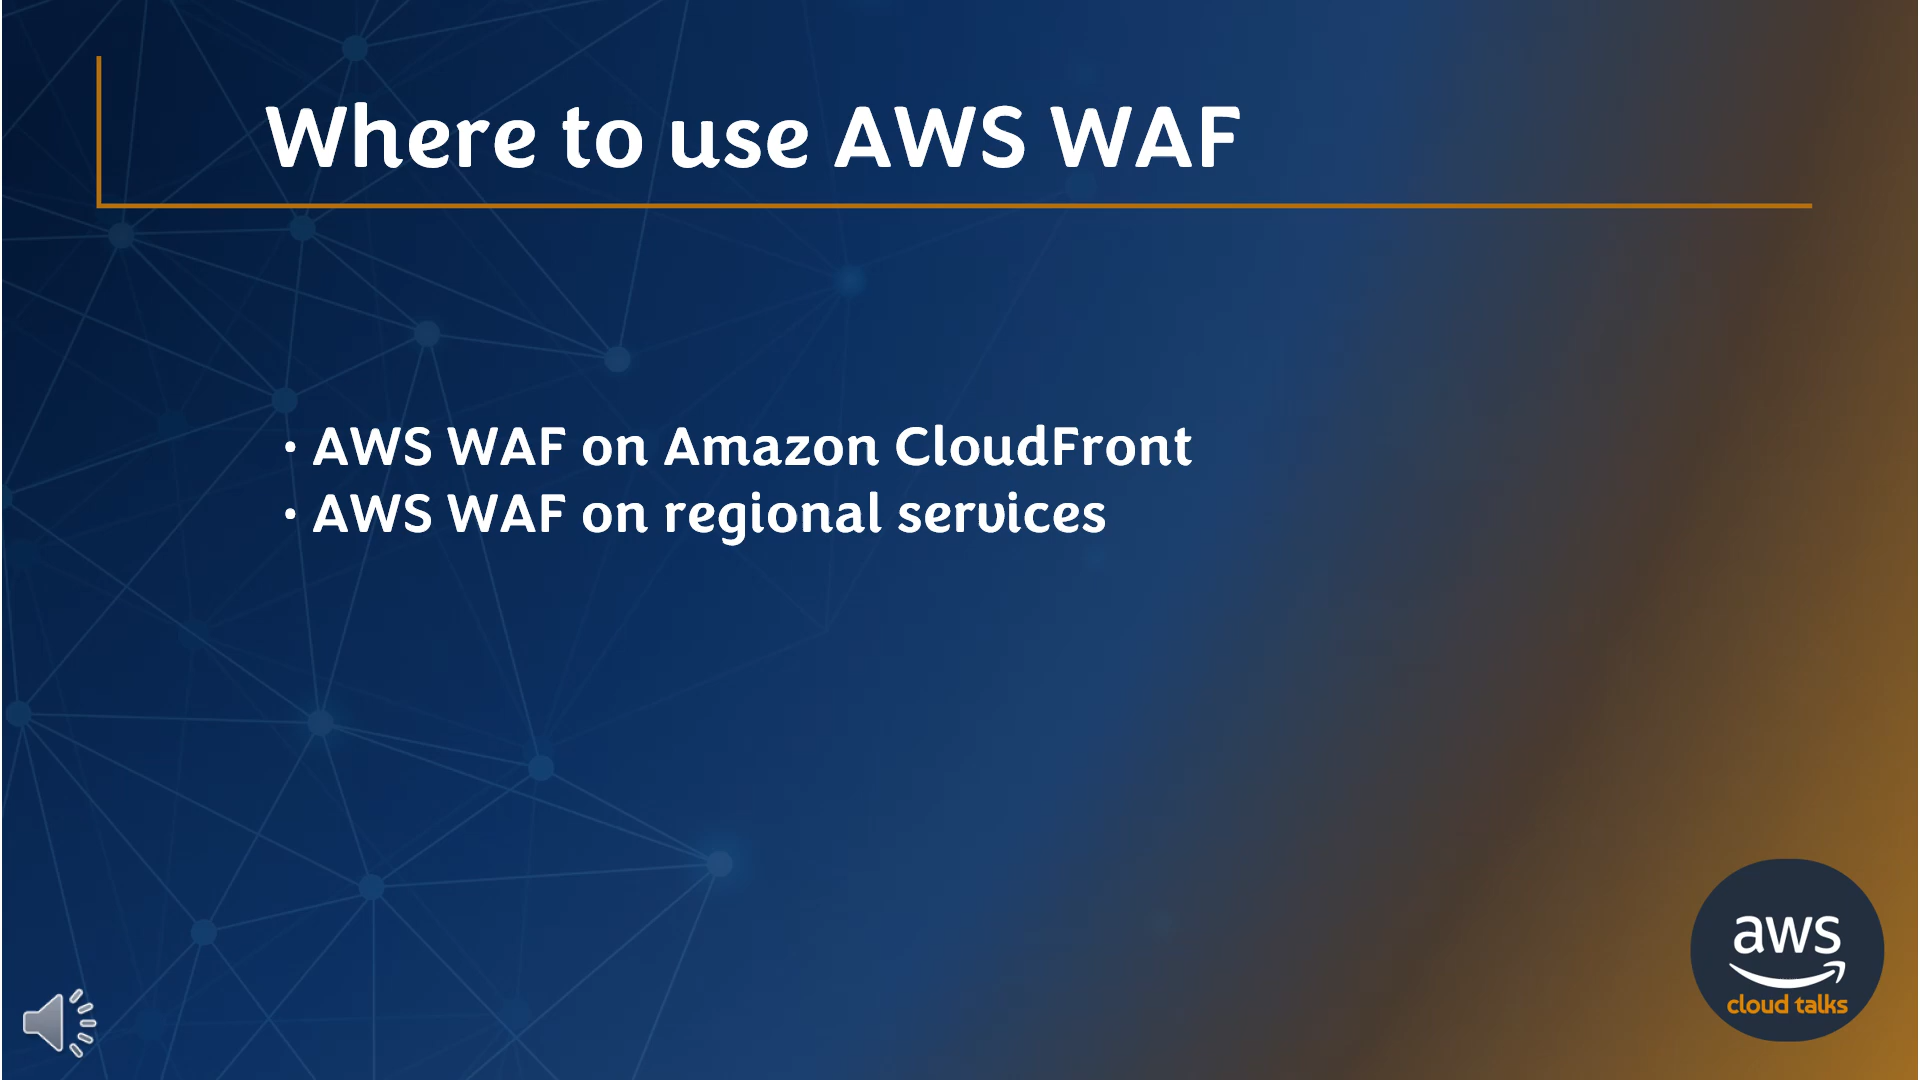 Where to use AWS WAF
• AWS WAF on Amazon CloudFront
• AWS WAF on regional services
aws
cloud talks